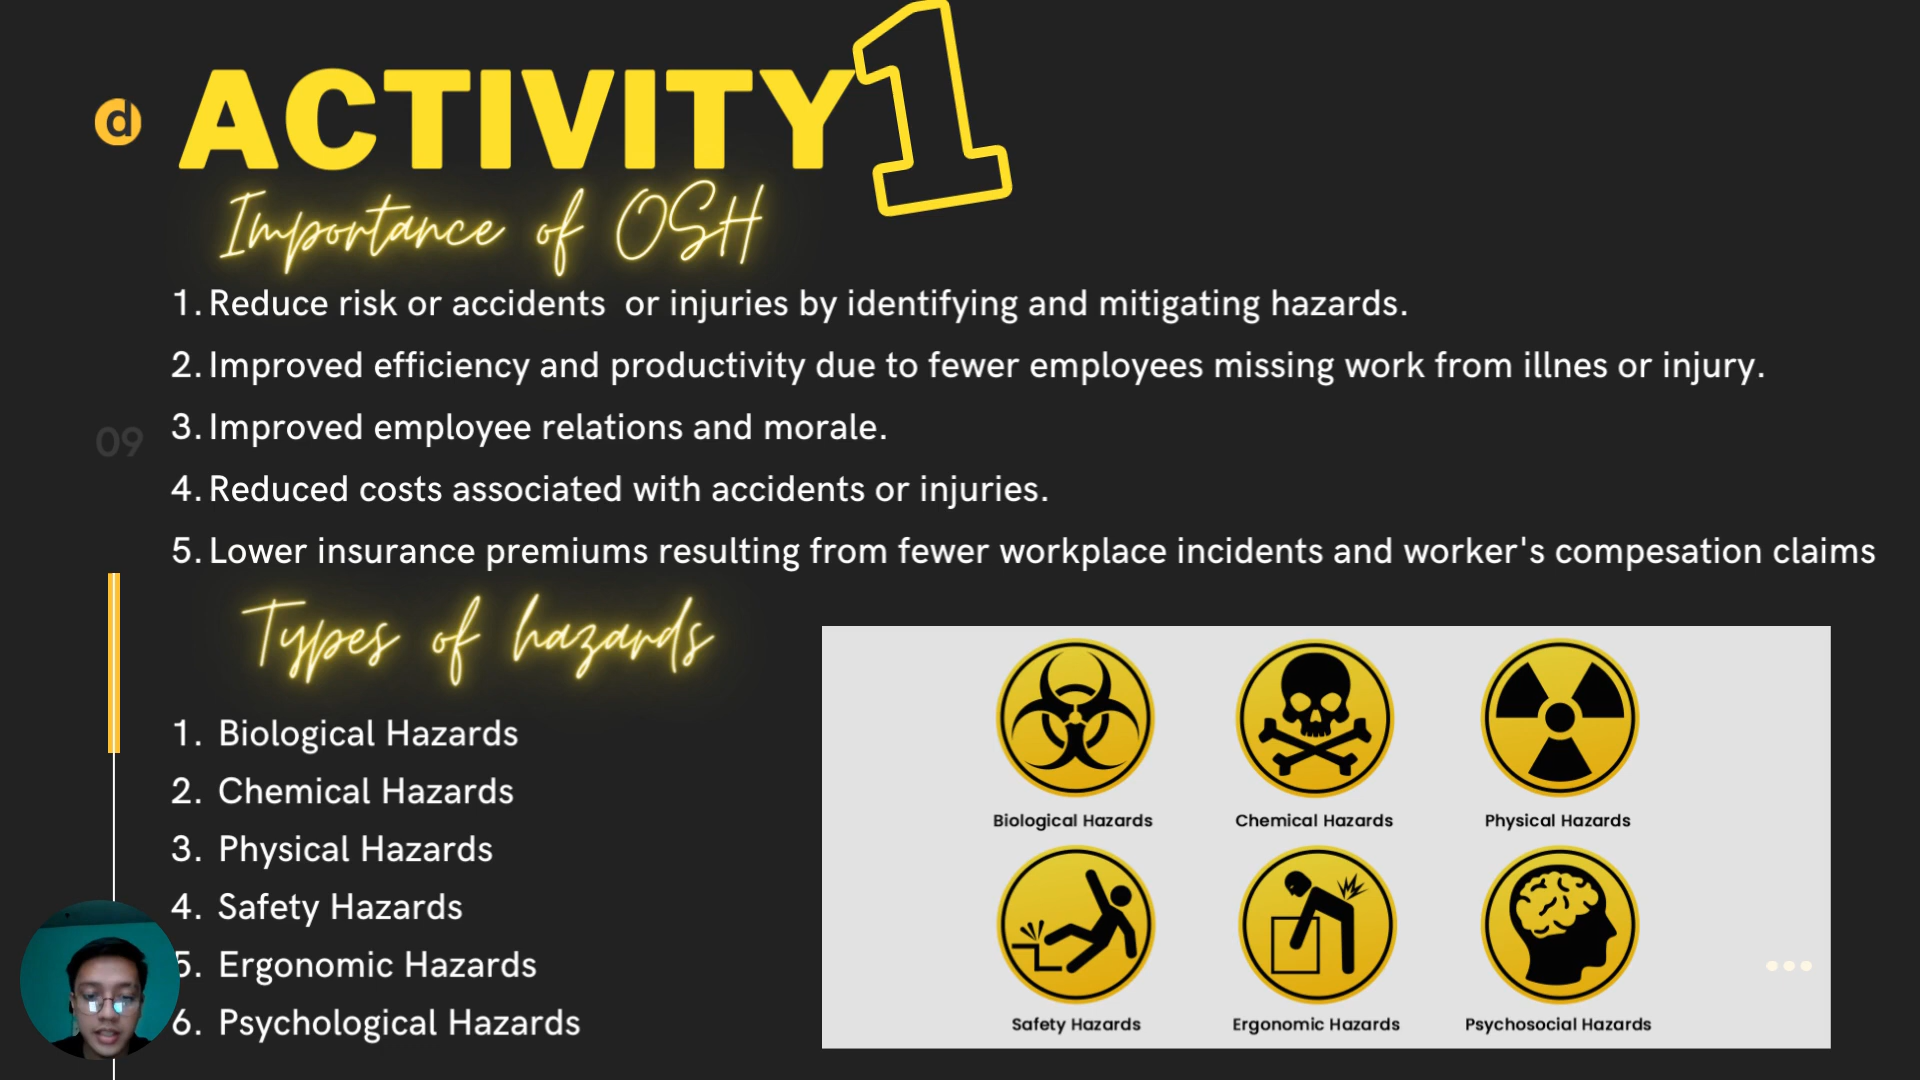 d
ACTIVITY 1
Importance of OSH
1. Reduce risk or accidents or injuries by identifying and mitigating hazards.
2. Improved efficiency and productivity due to fewer employees missing work from illnes or injury.
09
3. Improved employee relations and morale.
4. Reduced costs associated with accidents or injuries.
5. Lower insurance premiums resulting from fewer workplace incidents and worker's compesation claims
Types of hazards
1. Biological Hazards
2. Chemical Hazards
3. Physical Hazards
4. Safety Hazards
5. Ergonomic Hazards
6. Psychological Hazards
Biological Hazards
Chemical Hazards
Physical Hazards
Safety Hazards
Ergonomic Hazards
Psychosocial Hazards